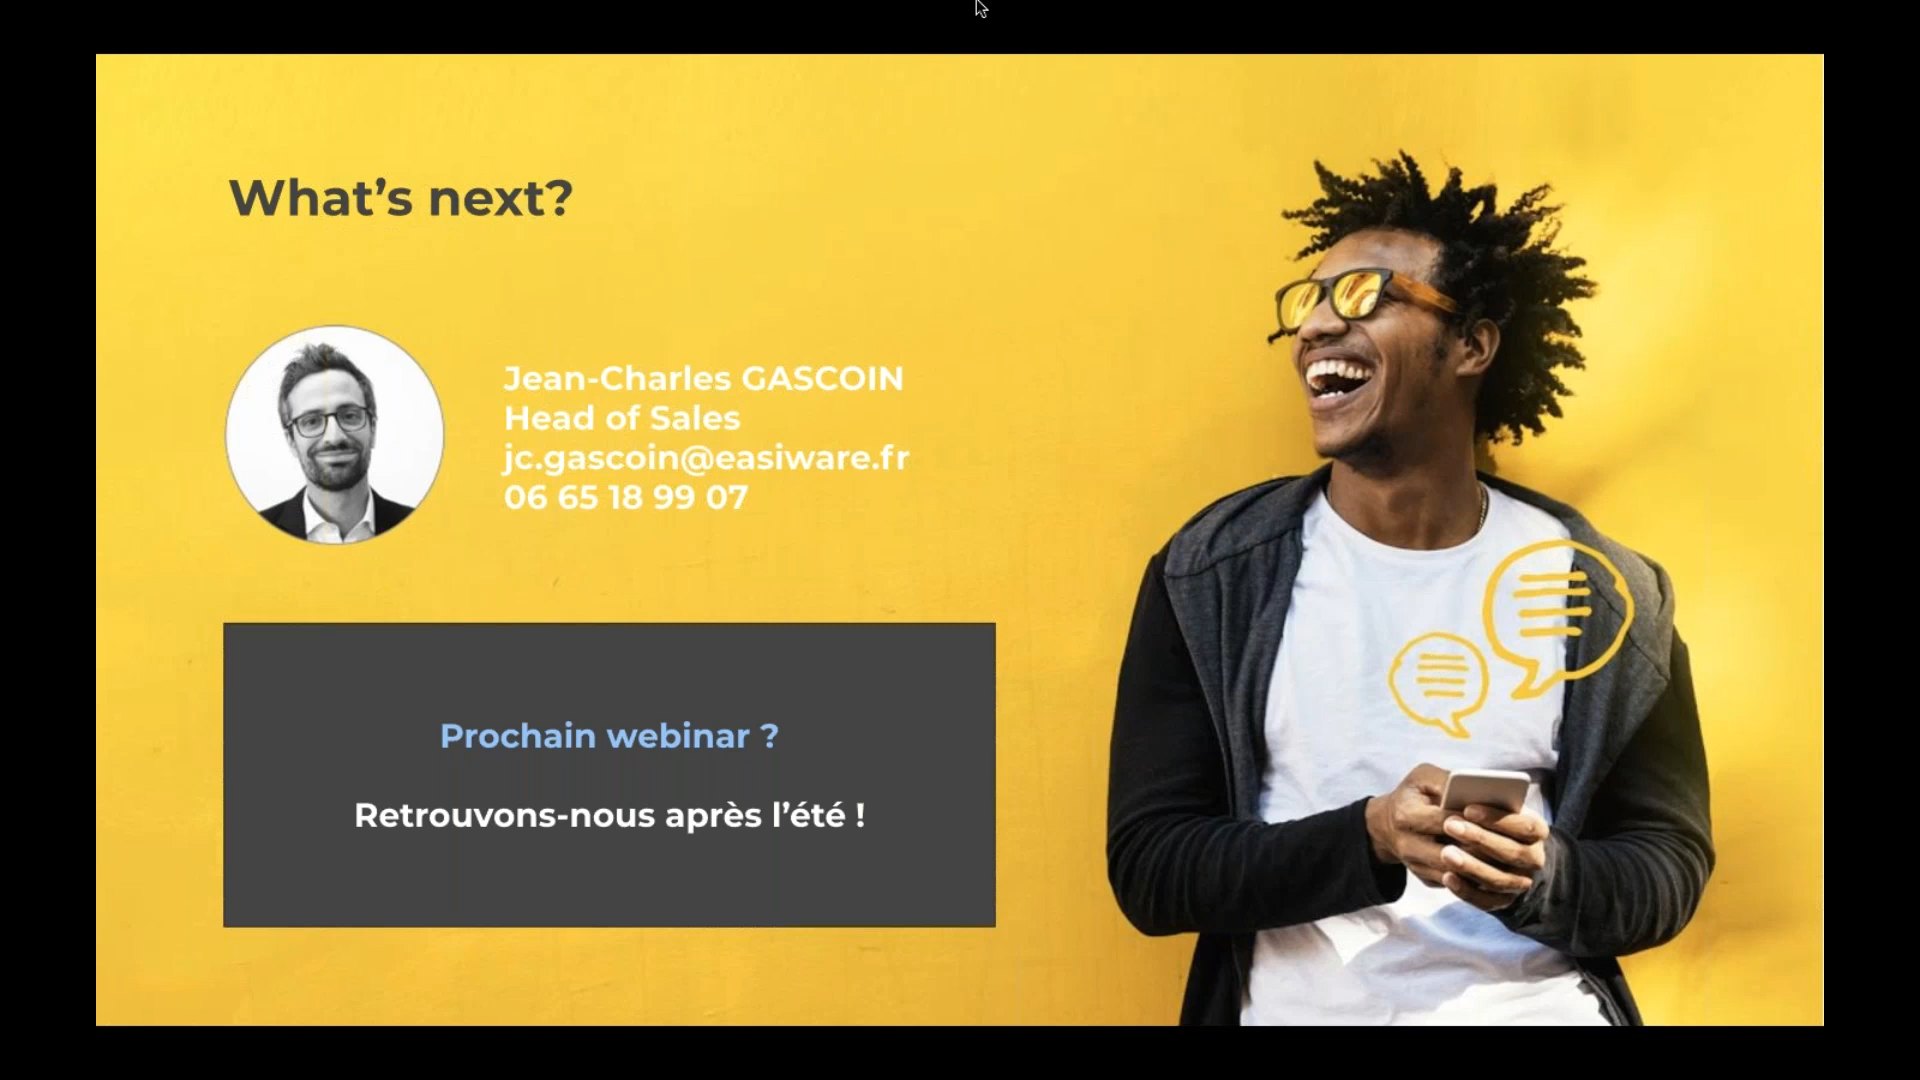 What’s next?
Jean-Charles GASCOIN
Head of Sales
jc.gascoin@easiware.fr
06 65 18 99 07
Prochain webinar ?
Retrouvons-nous après l’été !